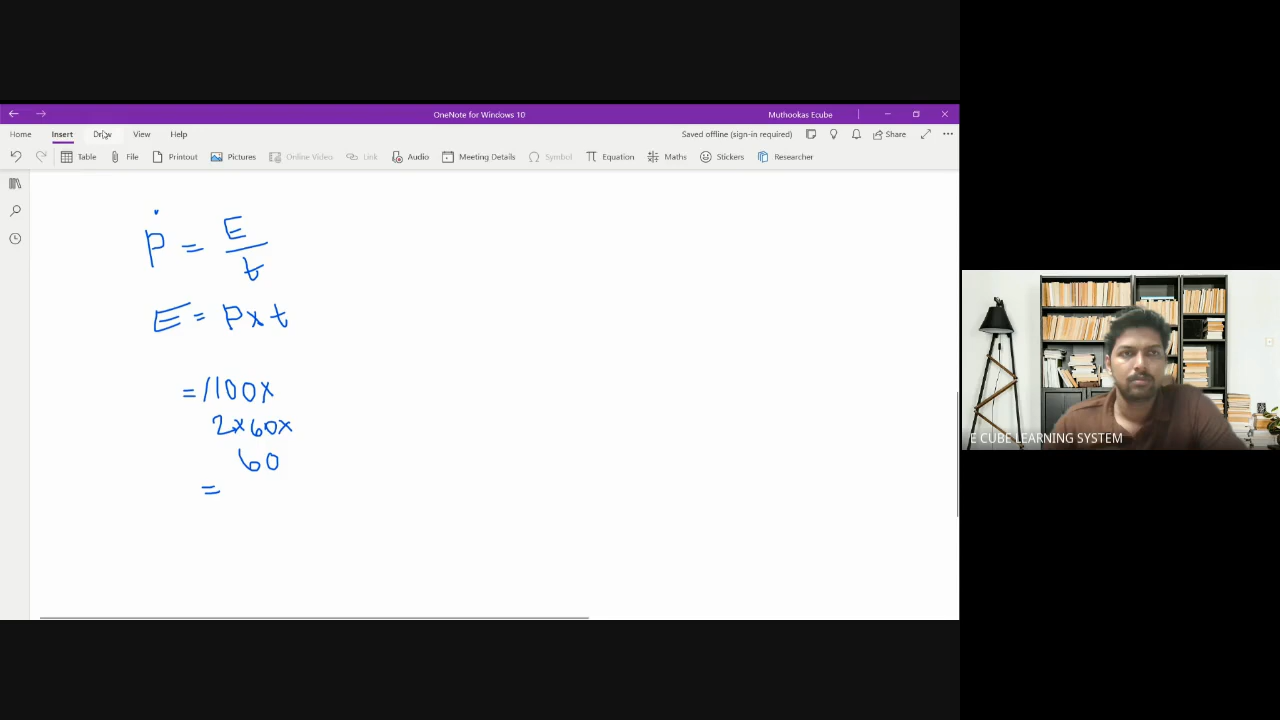 OneNote for Windows 10
Muthookas Ecube
Home Insert Draw View Help
Saved offline (sign-in required) Share
Table File Printout Pictures Online Video Link Audio Meeting Details Symbol Equation Maths Stickers Researcher
P = E/t
E = P x t
= 1100 x
2 x 60 x
60
=
E CUBE LEARNING SYSTEM